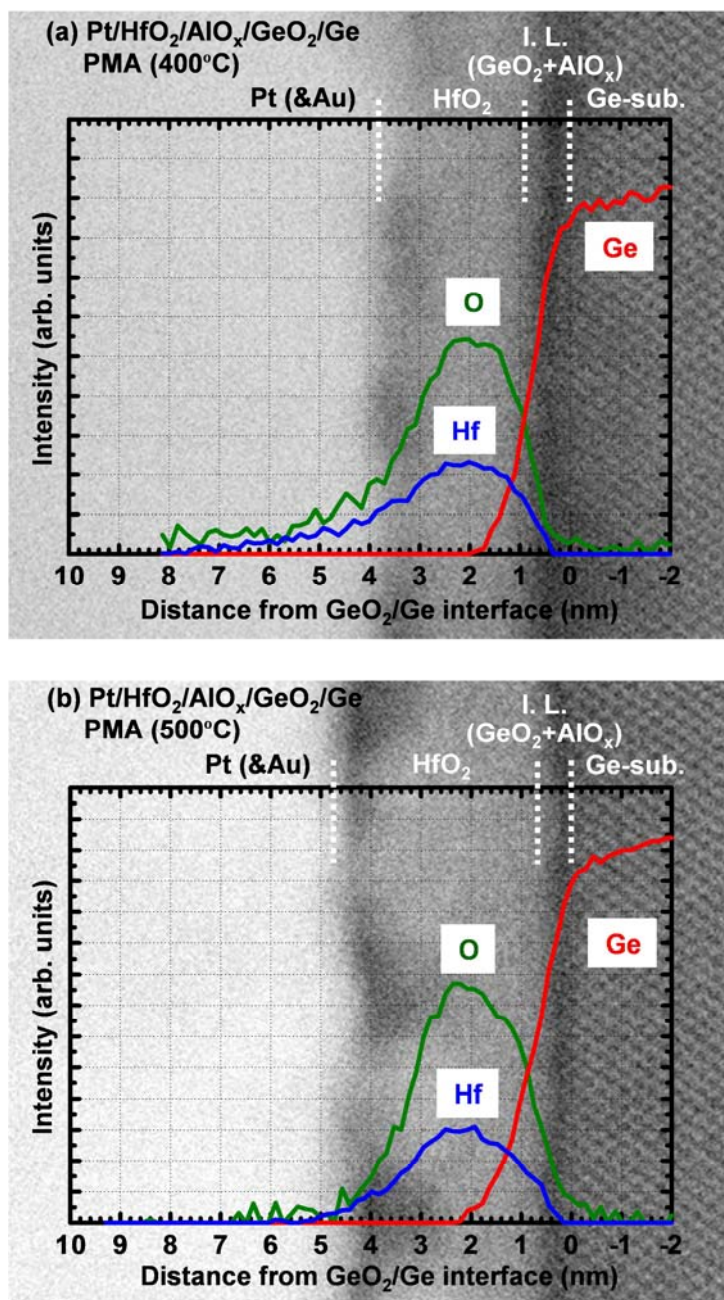 (a) Pt/HfO₂/AlOₓ/GeO₂/Ge
PMA (400°C)
I. L.
(GeO₂+AlOₓ)
Pt (&Au) HfO₂ Ge-sub.
Ge
O
Hf
Intensity (arb. units)
10 9 8 7 6 5 4 3 2 1 0 -1 -2
Distance from GeO₂/Ge interface (nm)
(b) Pt/HfO₂/AlOₓ/GeO₂/Ge
PMA (500°C)
I. L.
(GeO₂+AlOₓ)
Pt (&Au) HfO₂ Ge-sub.
O
Ge
Hf
Intensity (arb. units)
10 9 8 7 6 5 4 3 2 1 0 -1 -2
Distance from GeO₂/Ge interface (nm)